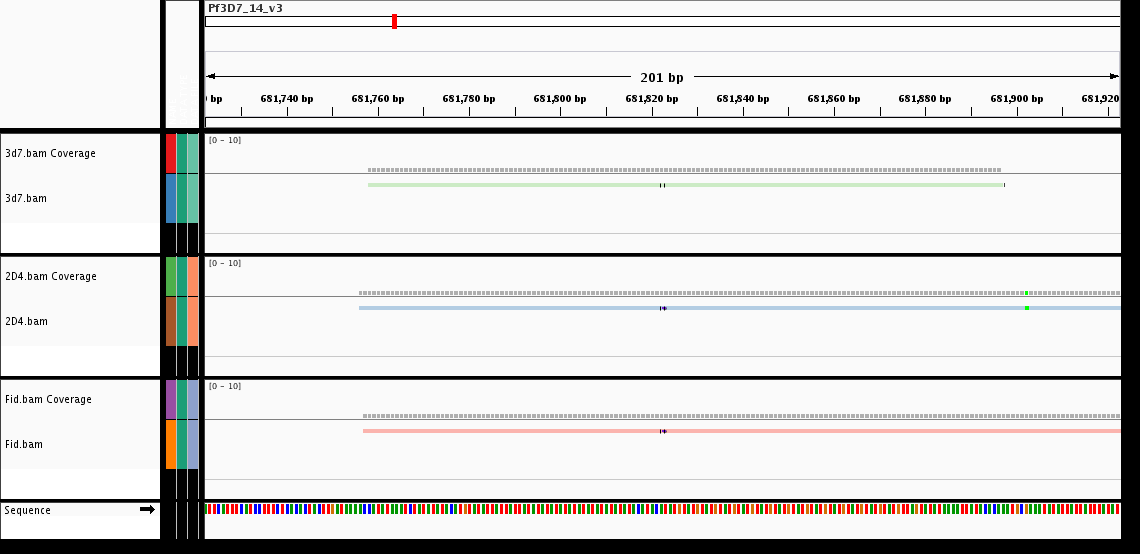 Pf3D7_14_v3
201 bp
bp 681,740 bp 681,760 bp 681,780 bp 681,800 bp 681,820 bp 681,840 bp 681,860 bp 681,880 bp 681,900 bp 681,920
[0 - 10]
3d7.bam Coverage
3d7.bam
[0 - 10]
2D4.bam Coverage
2D4.bam
[0 - 10]
Fid.bam Coverage
Fid.bam
Sequence